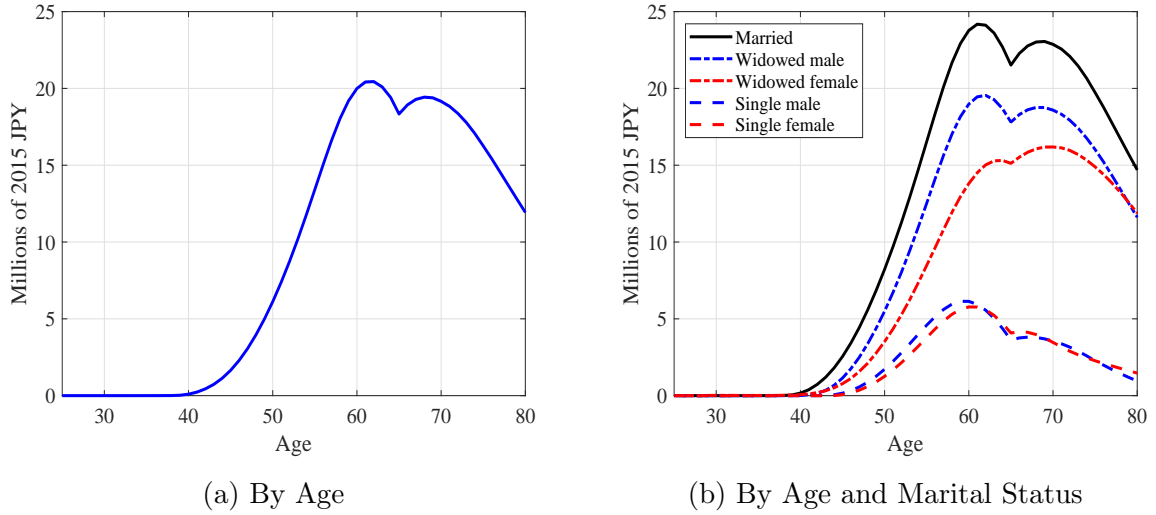 Millions of 2015 JPY
25
20
15
10
5
0
30
40
50
60
70
80
Age
(a) By Age
Millions of 2015 JPY
25
20
15
10
5
0
Married
Widowed male
Widowed female
Single male
Single female
30
40
50
60
70
80
Age
(b) By Age and Marital Status